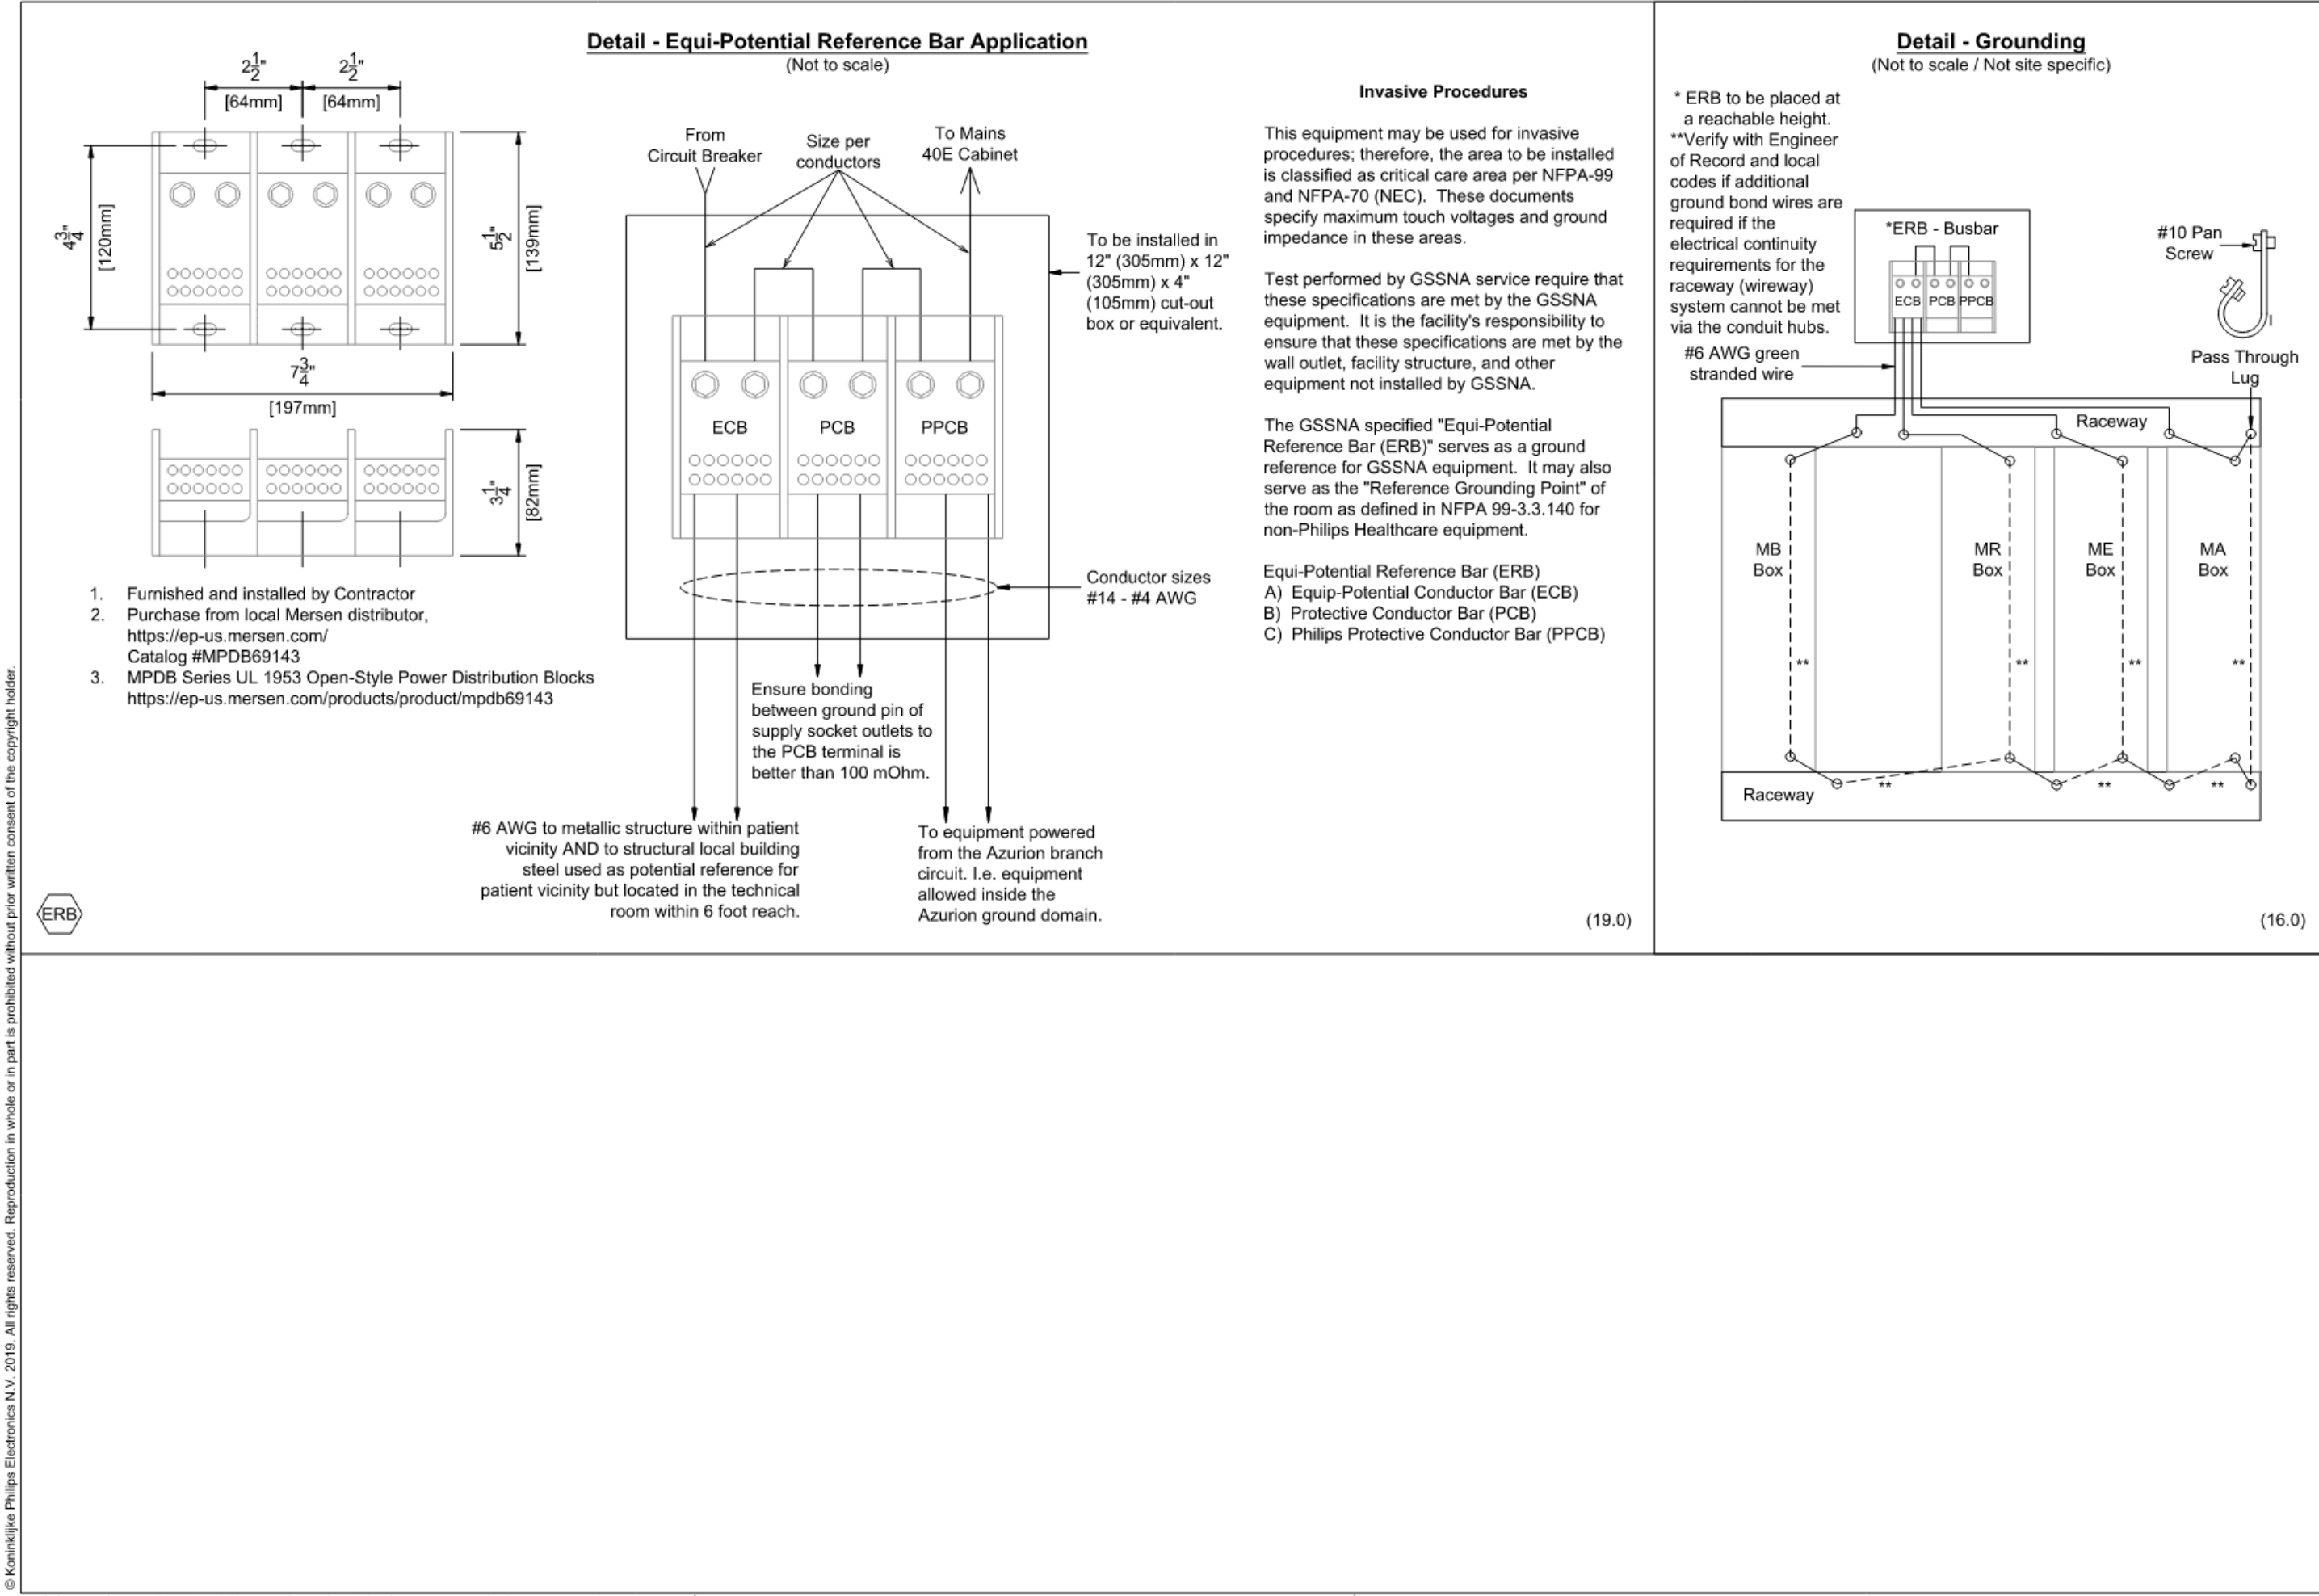 Detail - Equi-Potential Reference Bar Application
(Not to scale)
2 1/2"
[64mm]
2 1/2"
[64mm]
4 3/4"
[120mm]
5 1/2"
[139mm]
7 3/4"
[197mm]
3 1/4"
[82mm]
1. Furnished and installed by Contractor
2. Purchase from local Mersen distributor,
https://ep-us.mersen.com/
Catalog #MPDB69143
3. MPDB Series UL 1953 Open-Style Power Distribution Blocks
https://ep-us.mersen.com/products/product/mpdb69143
ERB
From
Circuit Breaker
Size per
conductors
To Mains
40E Cabinet
To be installed in
12" (305mm) x 12"
(305mm) x 4"
(105mm) cut-out
box or equivalent.
ECB
PCB
PPCB
Conductor sizes
#14 - #4 AWG
Ensure bonding
between ground pin of
supply socket outlets to
the PCB terminal is
better than 100 mOhm.
#6 AWG to metallic structure within patient
vicinity AND to structural local building
steel used as potential reference for
patient vicinity but located in the technical
room within 6 foot reach.
To equipment powered
from the Azurion branch
circuit. I.e. equipment
allowed inside the
Azurion ground domain.
Invasive Procedures
This equipment may be used for invasive
procedures; therefore, the area to be installed
is classified as critical care area per NFPA-99
and NFPA-70 (NEC). These documents
specify maximum touch voltages and ground
impedance in these areas.
Test performed by GSSNA service require that
these specifications are met by the GSSNA
equipment. It is the facility's responsibility to
ensure that these specifications are met by the
wall outlet, facility structure, and other
equipment not installed by GSSNA.
The GSSNA specified "Equi-Potential
Reference Bar (ERB)" serves as a ground
reference for GSSNA equipment. It may also
serve as the "Reference Grounding Point" of
the room as defined in NFPA 99-3.3.140 for
non-Philips Healthcare equipment.
Equi-Potential Reference Bar (ERB)
A) Equip-Potential Conductor Bar (ECB)
B) Protective Conductor Bar (PCB)
C) Philips Protective Conductor Bar (PPCB)
(19.0)
Detail - Grounding
(Not to scale / Not site specific)
* ERB to be placed at
a reachable height.
**Verify with Engineer
of Record and local
codes if additional
ground bond wires are
required if the
electrical continuity
requirements for the
raceway (wireway)
system cannot be met
via the conduit hubs.
#6 AWG green
stranded wire
*ERB - Busbar
ECB
PCB
PPCB
#10 Pan
Screw
Pass Through
Lug
Raceway
MB
Box
MR
Box
ME
Box
MA
Box
**
**
**
**
Raceway
**
**
**
(16.0)
© Koninklijke Philips Electronics N.V. 2019. All rights reserved. Reproduction in whole or in part is prohibited without prior written consent of the copyright holder.